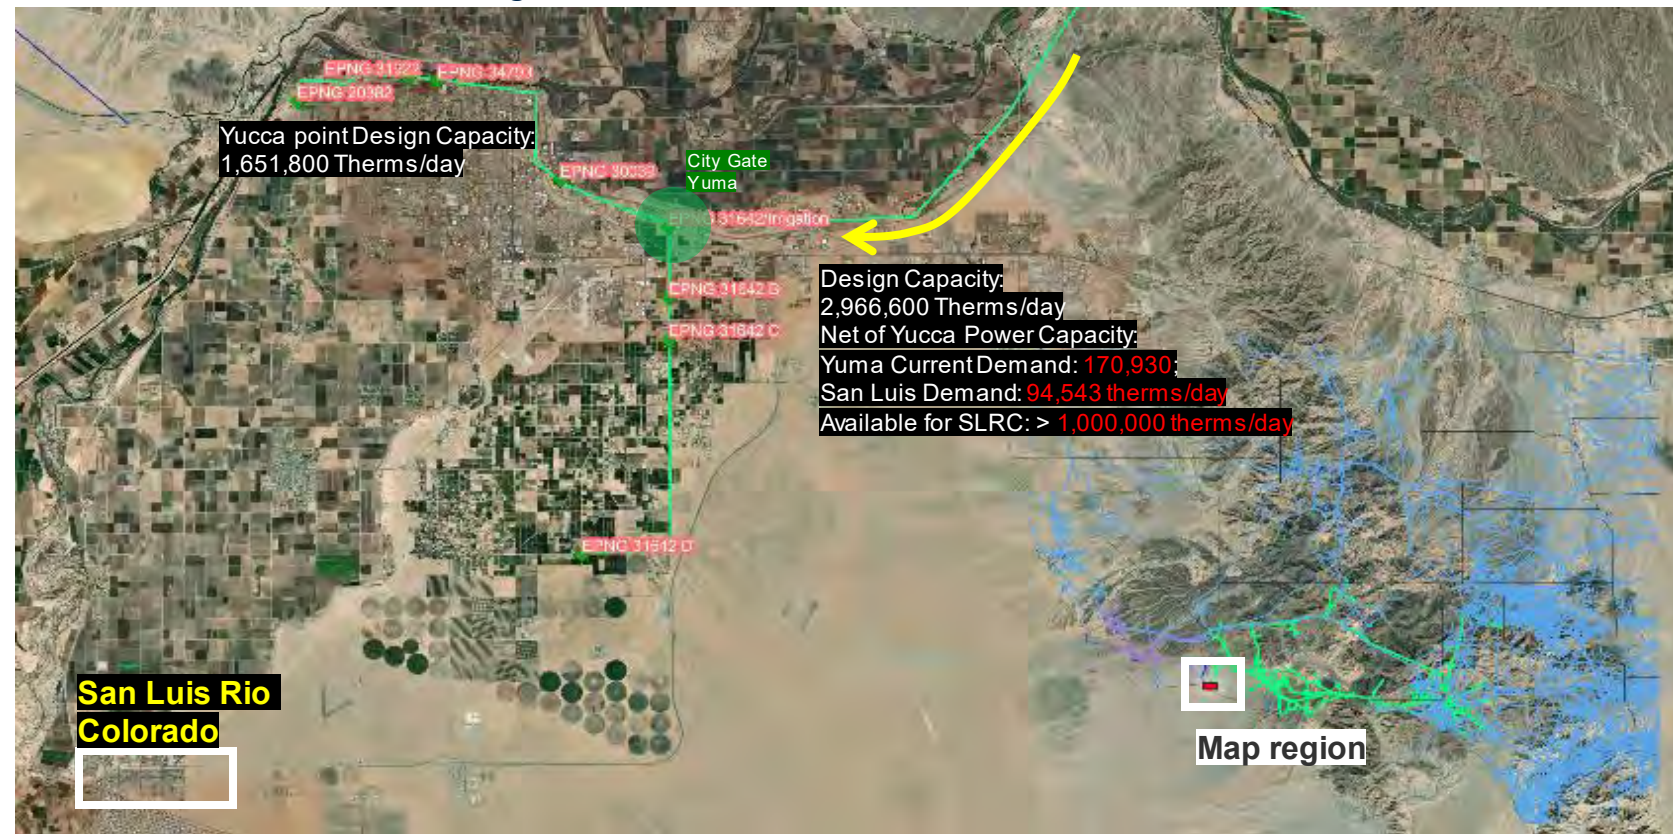 EPNG 31322
EPNG 34703
EPNG 20382
Yucca point Design Capacity:
1,651,800 Therms/day
City Gate
Yuma
EPNG 30339
EPNG 31642 Irrigation
Design Capacity:
2,966,600 Therms/day
Net of Yucca Power Capacity:
Yuma Current Demand: 170,930;
San Luis Demand: 94,543 therms/day
Available for SLRC: > 1,000,000 therms/day
EPNG 31642 B
EPNG 31642 C
EPNG 31642 D
San Luis Rio
Colorado
Map region